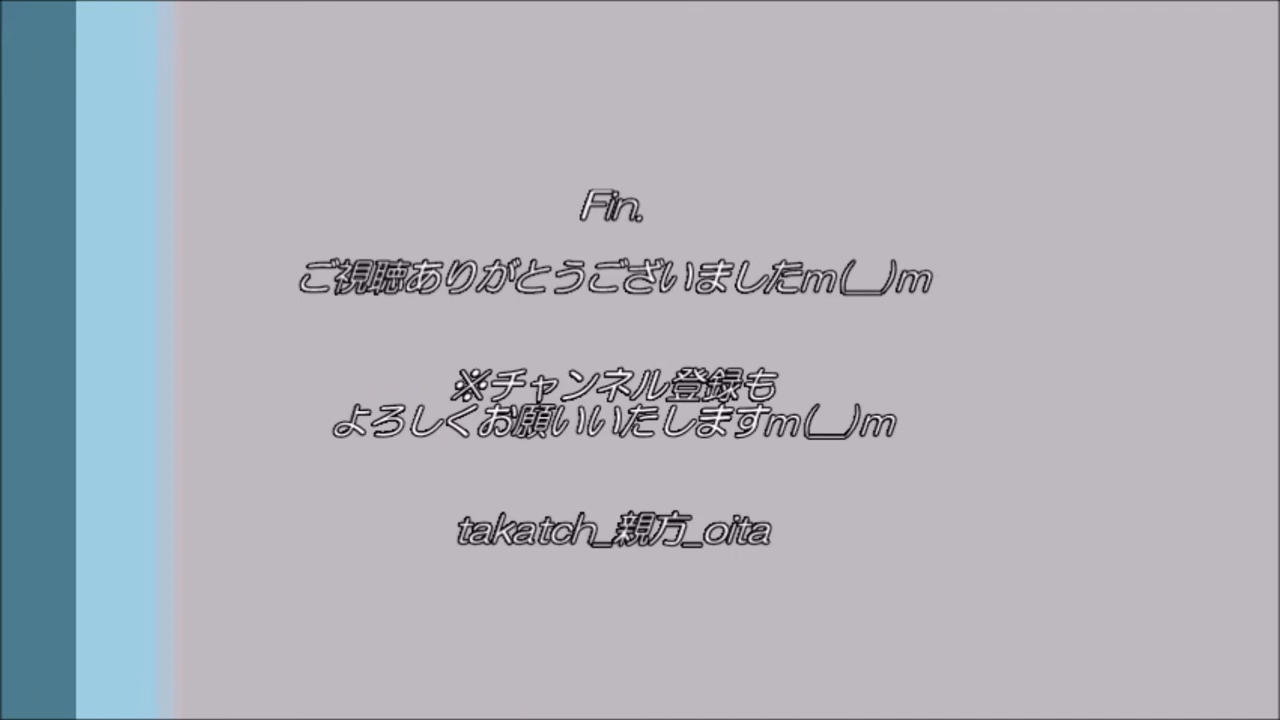 Fin.
ご視聴ありがとうございましたm(__)m
※チャンネル登録も
よろしくお願いいたしますm(__)m
takatch_親方_oita